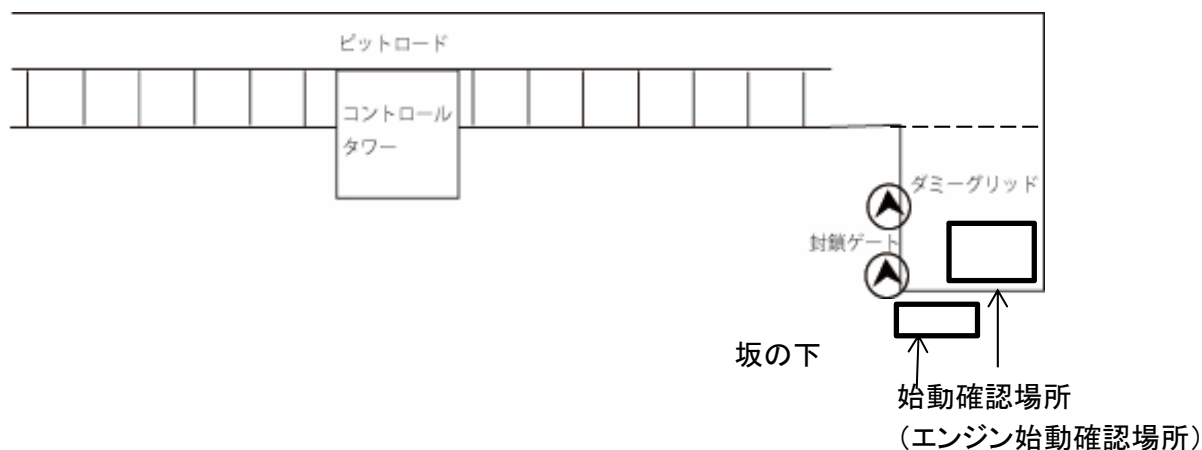 ピットロード
コントロール
タワー
ダミーグリッド
封鎖ゲート
坂の下
始動確認場所
（エンジン始動確認場所）